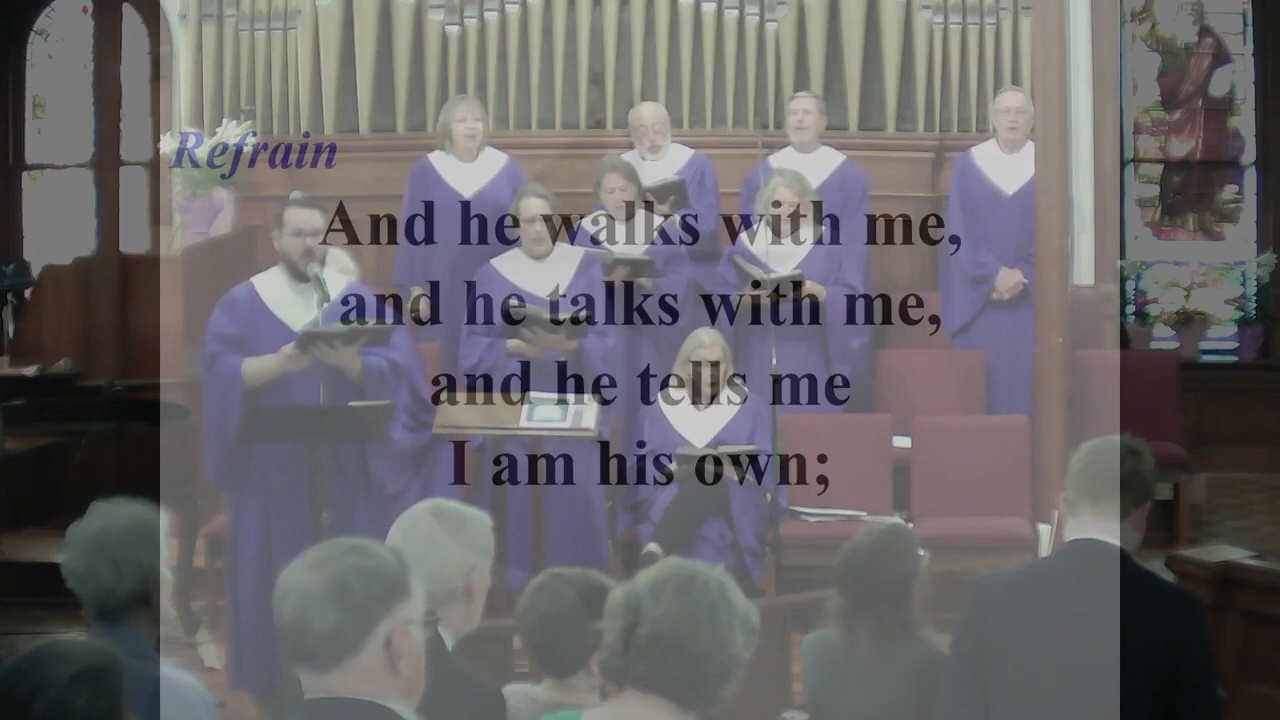 Refrain
And he walks with me,
and he talks with me,
and he tells me
I am his own;